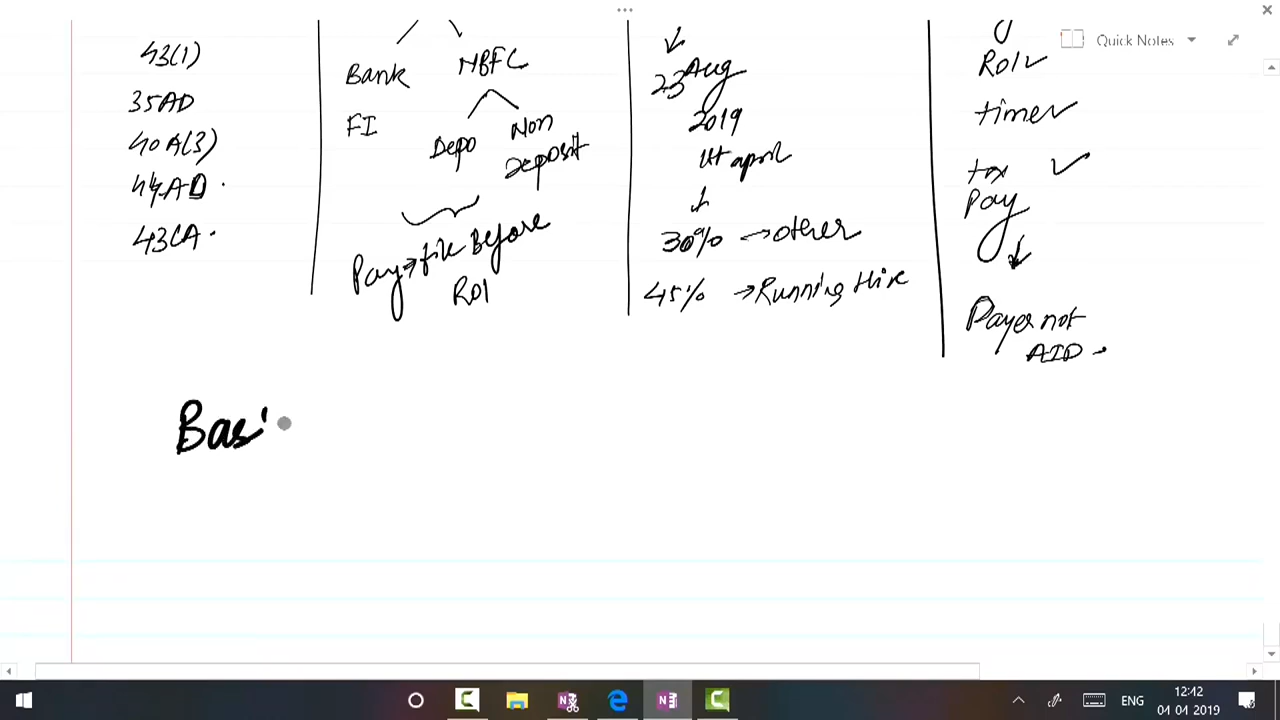 43(1)
35AD
40A(3)
44AD.
43CA.
Bank
NBFC
FI
Depo
Non
Deposit
Pay → file Before
ROI
23 Aug
2019
1st april
30% → other
45% → Running Hire
Quick Notes
ROI
timer
tax
Pay
Payer not
AID
Basi
ENG
12:42
04-04-2019